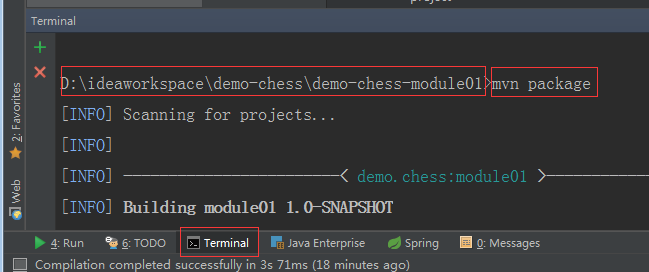 Terminal
D:\ideaworkspace\demo-chess\demo-chess-module01>mvn package
[INFO] Scanning for projects...
[INFO]
[INFO] ----------------------< demo.chess:module01 >-----------
[INFO] Building module01 1.0-SNAPSHOT
2: Favorites
Web
4: Run 6: TODO Terminal Java Enterprise Spring 0: Messages
Compilation completed successfully in 3s 71ms (18 minutes ago)